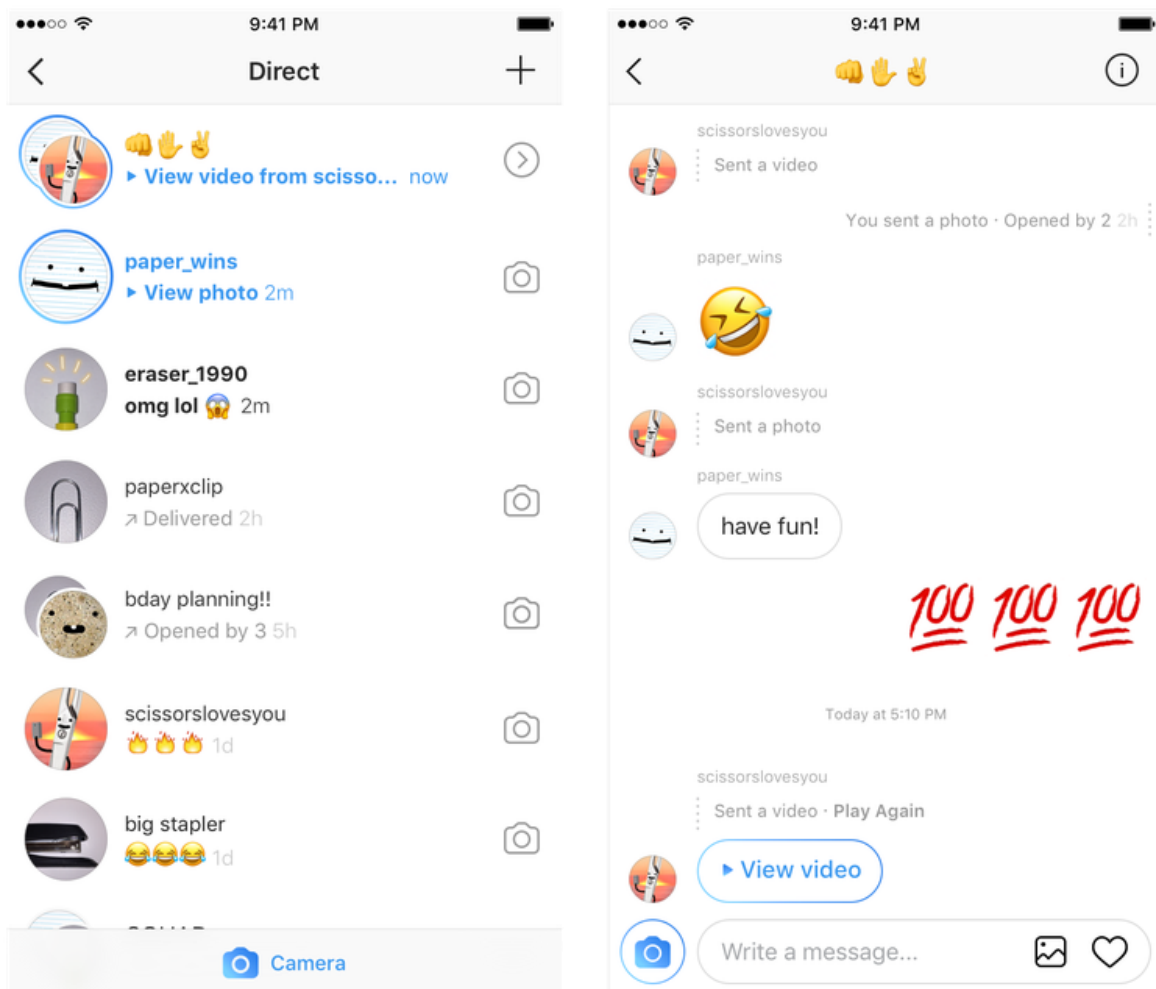 9:41 PM
Direct
👊✋✌️
View video from scisso... now
paper_wins
View photo 2m
eraser_1990
omg lol 😱 2m
paperxclip
Delivered 2h
bday planning!!
Opened by 3 5h
scissorslovesyou
🔥🔥🔥 1d
big stapler
😂😂😂 1d
Camera
9:41 PM
👊✋✌️
scissorslovesyou
Sent a video
You sent a photo · Opened by 2 2h
paper_wins
🤣
scissorslovesyou
Sent a photo
paper_wins
have fun!
💯 💯 💯
Today at 5:10 PM
scissorslovesyou
Sent a video · Play Again
View video
Write a message...